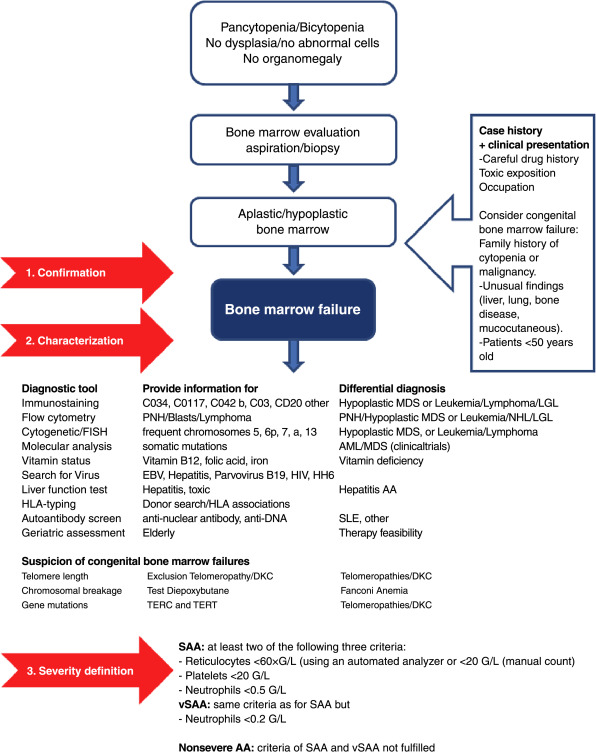 Pancytopenia/Bicytopenia
No dysplasia/no abnormal cells
No organomegaly
Bone marrow evaluation
aspiration/biopsy
Aplastic/hypoplastic
bone marrow
Case history
+ clinical presentation
-Careful drug history
Toxic exposition
Occupation
Consider congenital
bone marrow failure:
Family history of
cytopenia or
malignancy.
-Unusual findings
(liver, lung, bone
disease,
mucocutaneous).
-Patients <50 years
old
1. Confirmation
Bone marrow failure
2. Characterization
Diagnostic tool Provide information for Differential diagnosis
Immunostaining C034, C0117, C042 b, C03, CD20 other Hypoplastic MDS or Leukemia/Lymphoma/LGL
Flow cytometry PNH/Blasts/Lymphoma PNH/Hypoplastic MDS or Leukemia/NHL/LGL
Cytogenetic/FISH frequent chromosomes 5, 6p, 7, a, 13 Hypoplastic MDS, or Leukemia/Lymphoma
Molecular analysis somatic mutations AML/MDS (clinicaltrials)
Vitamin status Vitamin B12, folic acid, iron Vitamin deficiency
Search for Virus EBV, Hepatitis, Parvovirus B19, HIV, HH6
Liver function test Hepatitis, toxic Hepatitis AA
HLA-typing Donor search/HLA associations
Autoantibody screen anti-nuclear antibody, anti-DNA SLE, other
Geriatric assessment Elderly Therapy feasibility
Suspicion of congenital bone marrow failures
Telomere length Exclusion Telomeropathy/DKC Telomeropathies/DKC
Chromosomal breakage Test Diepoxybutane Fanconi Anemia
Gene mutations TERC and TERT Telomeropathies/DKC
3. Severity definition
SAA: at least two of the following three criteria:
- Reticulocytes <60×G/L (using an automated analyzer or <20 G/L (manual count)
- Platelets <20 G/L
- Neutrophils <0.5 G/L
vSAA: same criteria as for SAA but
- Neutrophils <0.2 G/L
Nonsevere AA: criteria of SAA and vSAA not fulfilled